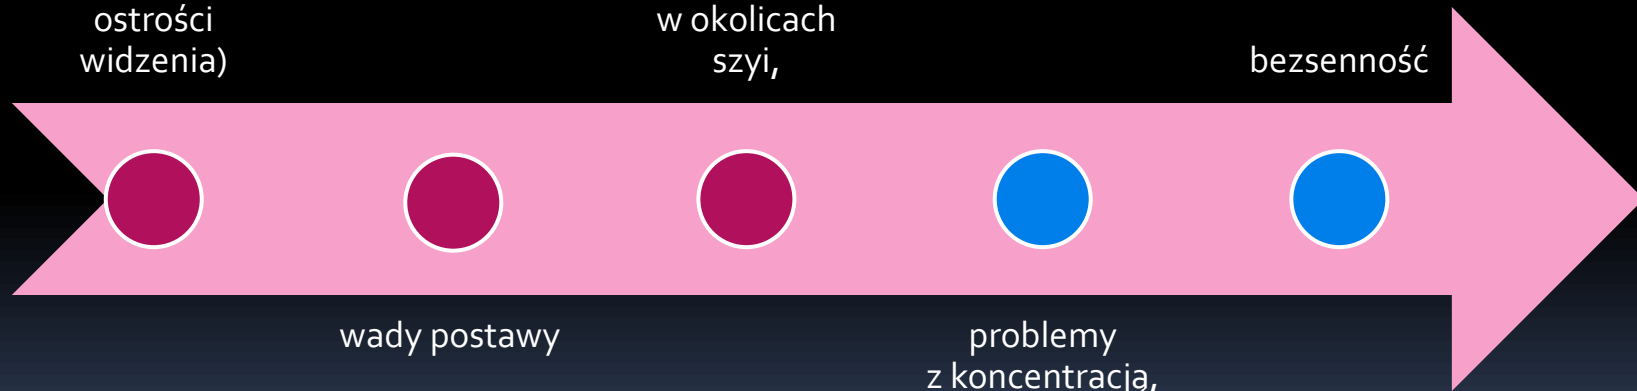 ostrości
widzenia)
wady postawy
w okolicach
szyi,
problemy
z koncentracją,
bezsenność